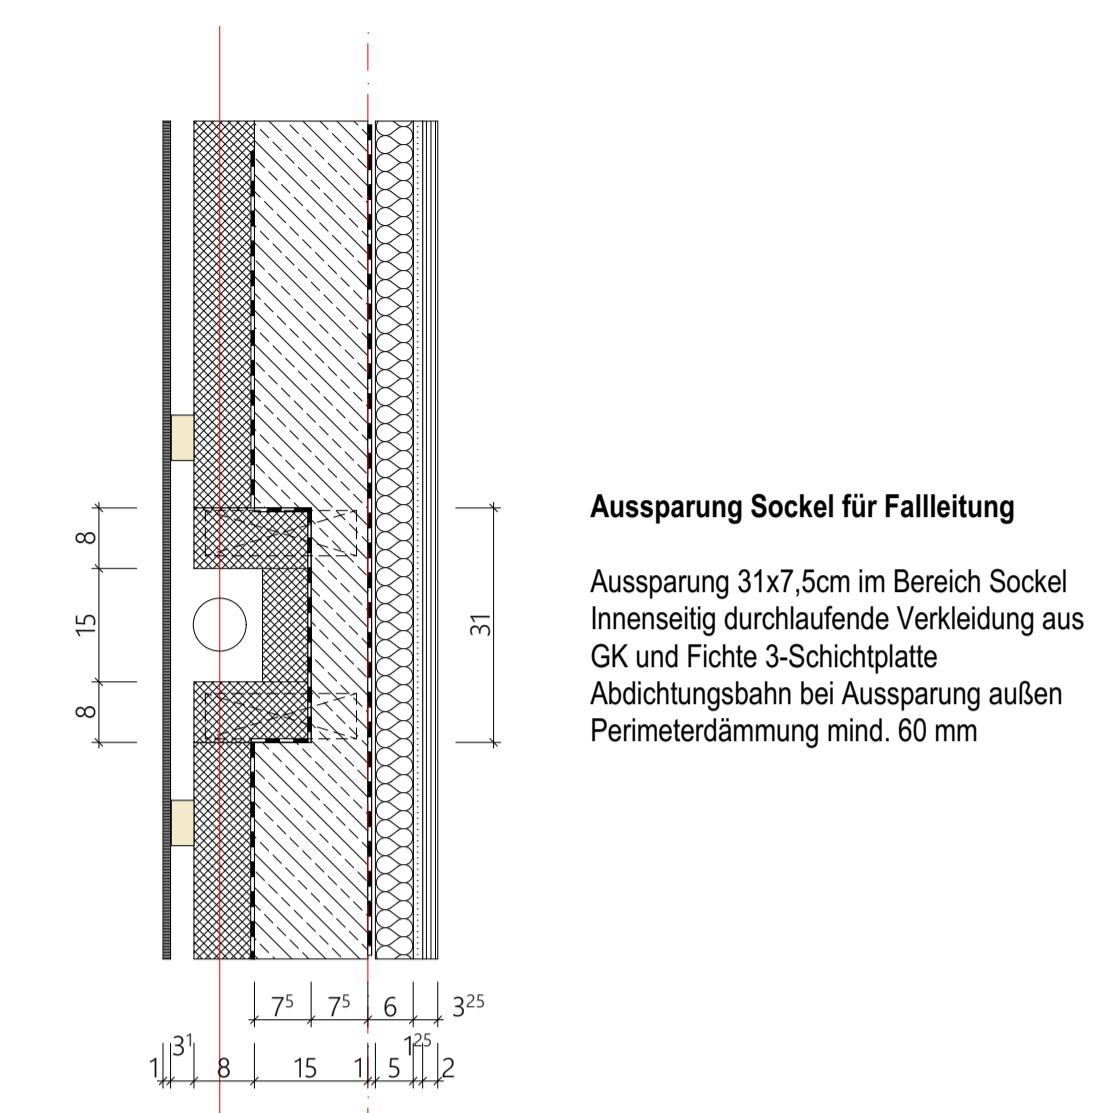 Aussparung Sockel für Fallleitung
Aussparung 31x7,5cm im Bereich Sockel
Innenseitig durchlaufende Verkleidung aus
GK und Fichte 3-Schichtplatte
Abdichtungsbahn bei Aussparung außen
Perimeterdämmung mind. 60 mm
8
15
8
31
7⁵ 7⁵ 6 3²⁵
1 3¹ 8 15 1 5 1²⁵ 2